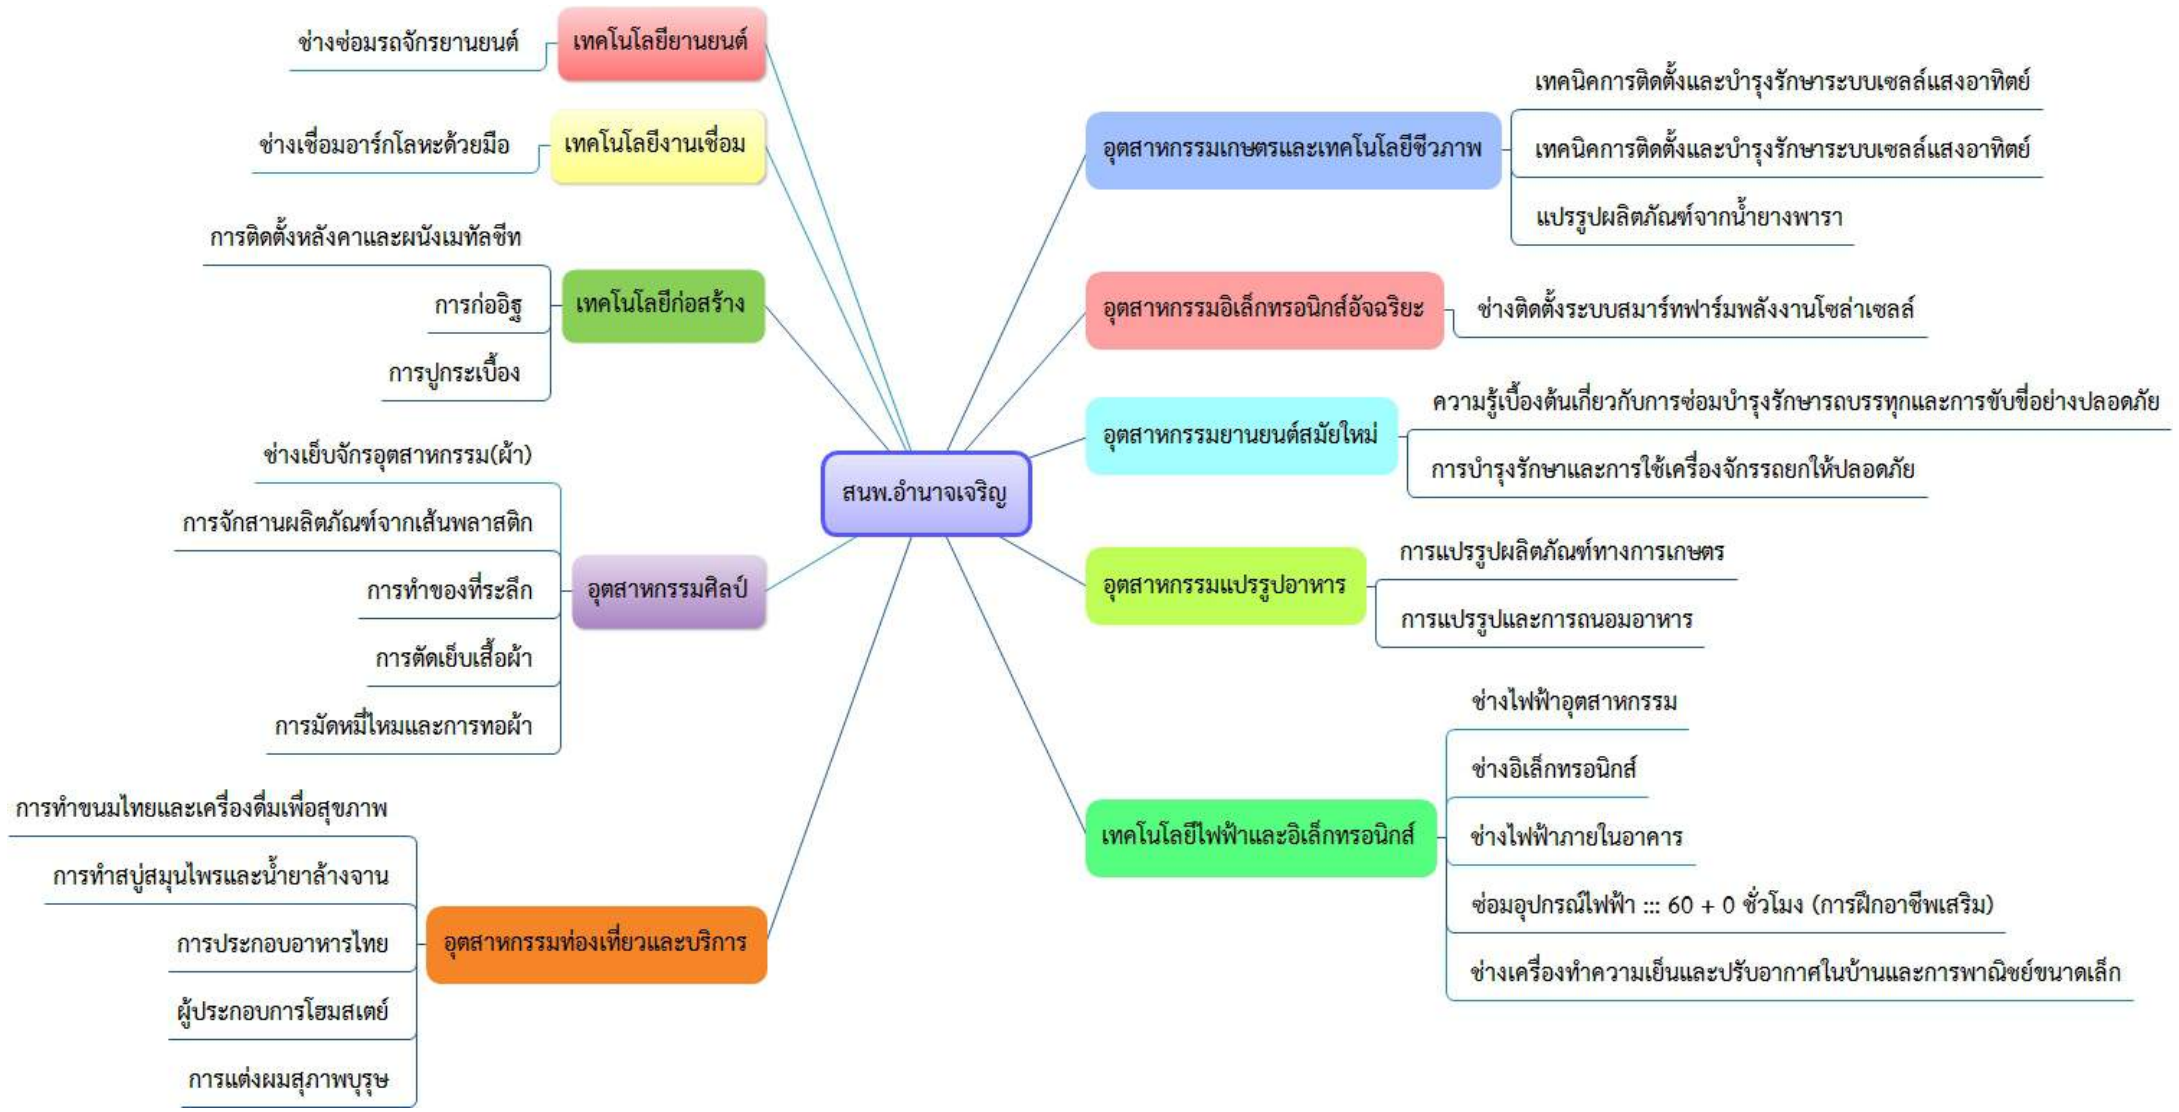 สนพ.อำนาจเจริญ
เทคโนโลยียานยนต์
ช่างซ่อมรถจักรยานยนต์
เทคโนโลยีงานเชื่อม
ช่างเชื่อมอาร์กโลหะด้วยมือ
เทคโนโลยีก่อสร้าง
การติดตั้งหลังคาและผนังเมทัลชีท
การก่ออิฐ
การปูกระเบื้อง
อุตสาหกรรมศิลป์
ช่างเย็บจักรอุตสาหกรรม(ผ้า)
การจักสานผลิตภัณฑ์จากเส้นพลาสติก
การทำของที่ระลึก
การตัดเย็บเสื้อผ้า
การมัดหมี่ไหมและการทอผ้า
อุตสาหกรรมท่องเที่ยวและบริการ
การทำขนมไทยและเครื่องดื่มเพื่อสุขภาพ
การทำสบู่สมุนไพรและน้ำยาล้างจาน
การประกอบอาหารไทย
ผู้ประกอบการโฮมสเตย์
การแต่งผมสุภาพบุรุษ
อุตสาหกรรมเกษตรและเทคโนโลยีชีวภาพ
เทคนิคการติดตั้งและบำรุงรักษาระบบเซลล์แสงอาทิตย์
เทคนิคการติดตั้งและบำรุงรักษาระบบเซลล์แสงอาทิตย์
แปรรูปผลิตภัณฑ์จากน้ำยางพารา
อุตสาหกรรมอิเล็กทรอนิกส์อัจฉริยะ
ช่างติดตั้งระบบสมาร์ทฟาร์มพลังงานโซล่าเซลล์
อุตสาหกรรมยานยนต์สมัยใหม่
ความรู้เบื้องต้นเกี่ยวกับการซ่อมบำรุงรักษารถบรรทุกและการขับขี่อย่างปลอดภัย
การบำรุงรักษาและการใช้เครื่องจักรรถยกให้ปลอดภัย
อุตสาหกรรมแปรรูปอาหาร
การแปรรูปผลิตภัณฑ์ทางการเกษตร
การแปรรูปและการถนอมอาหาร
เทคโนโลยีไฟฟ้าและอิเล็กทรอนิกส์
ช่างไฟฟ้าอุตสาหกรรม
ช่างอิเล็กทรอนิกส์
ช่างไฟฟ้าภายในอาคาร
ซ่อมอุปกรณ์ไฟฟ้า ::: 60 + 0 ชั่วโมง (การฝึกอาชีพเสริม)
ช่างเครื่องทำความเย็นและปรับอากาศในบ้านและการพาณิชย์ขนาดเล็ก